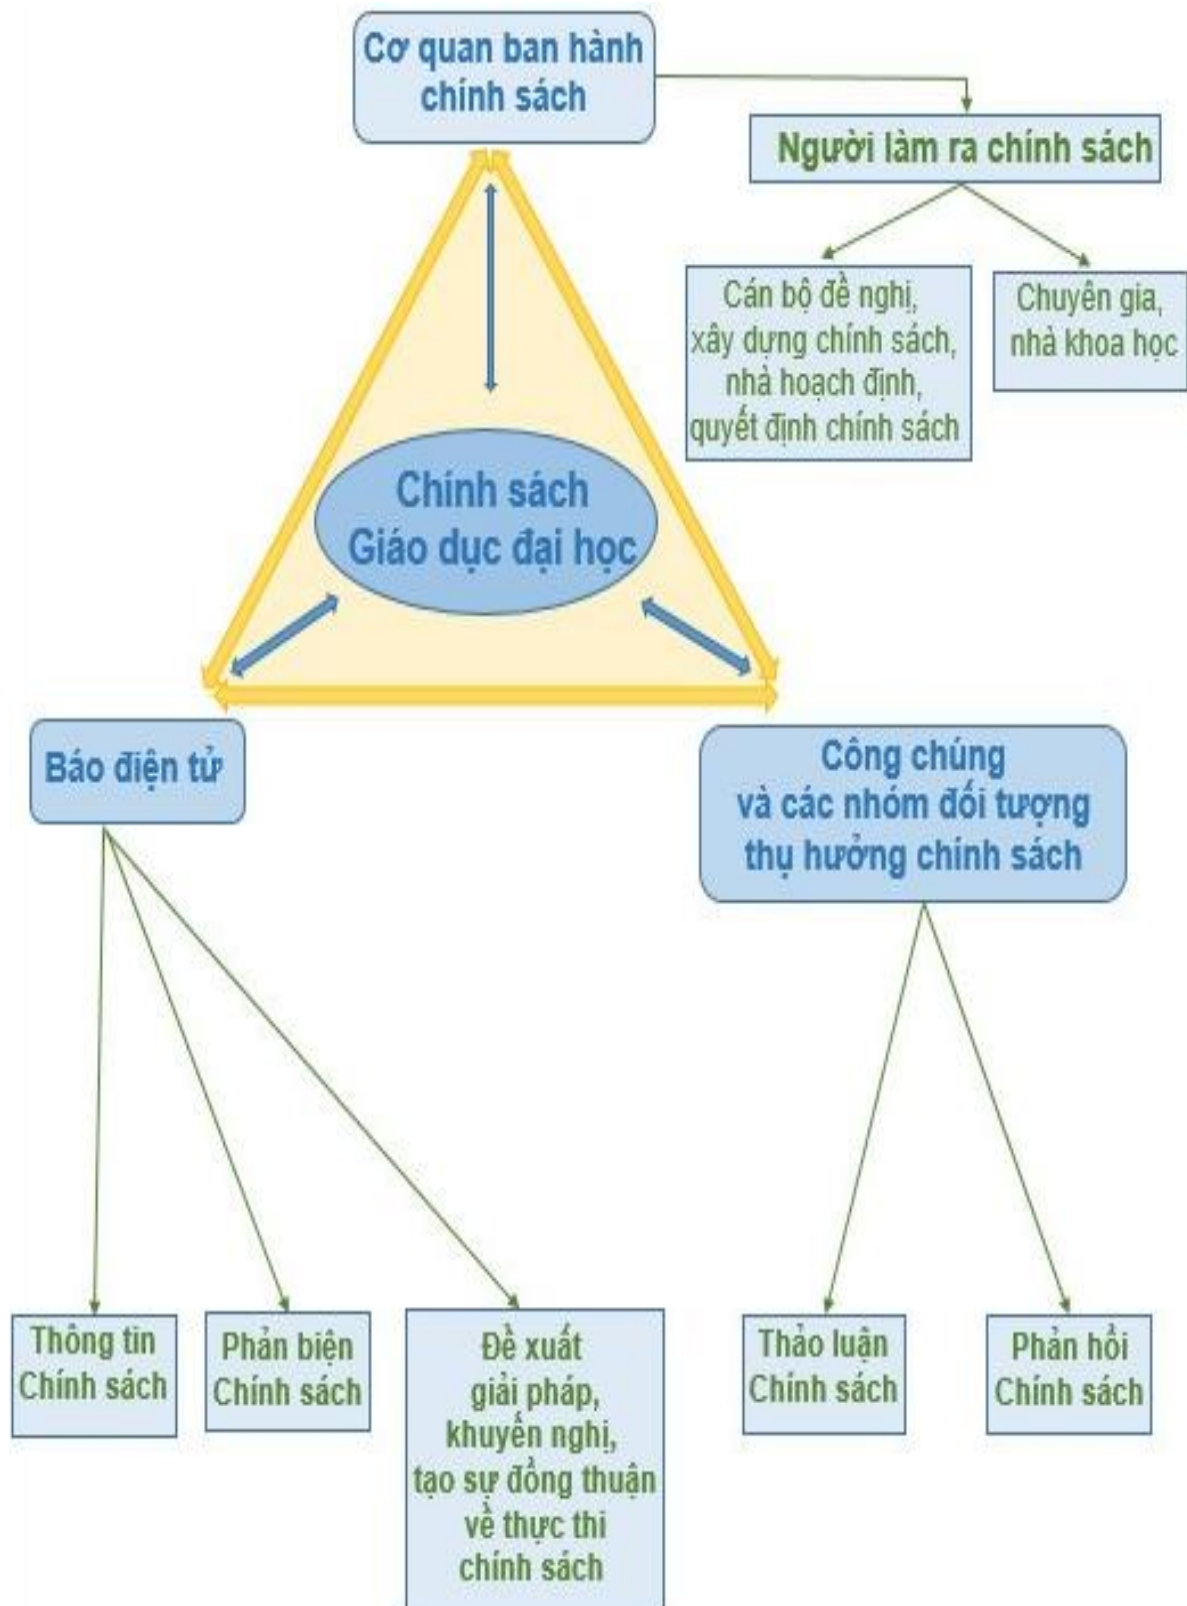 Cơ quan ban hành
chính sách
Người làm ra chính sách
Cán bộ đề nghị,
xây dựng chính sách,
nhà hoạch định,
quyết định chính sách
Chuyên gia,
nhà khoa học
Chính sách
Giáo dục đại học
Báo điện tử
Công chúng
và các nhóm đối tượng
thụ hưởng chính sách
Thông tin
Chính sách
Phản biện
Chính sách
Đề xuất
giải pháp,
khuyến nghị,
tạo sự đồng thuận
về thực thi
chính sách
Thảo luận
Chính sách
Phản hồi
Chính sách